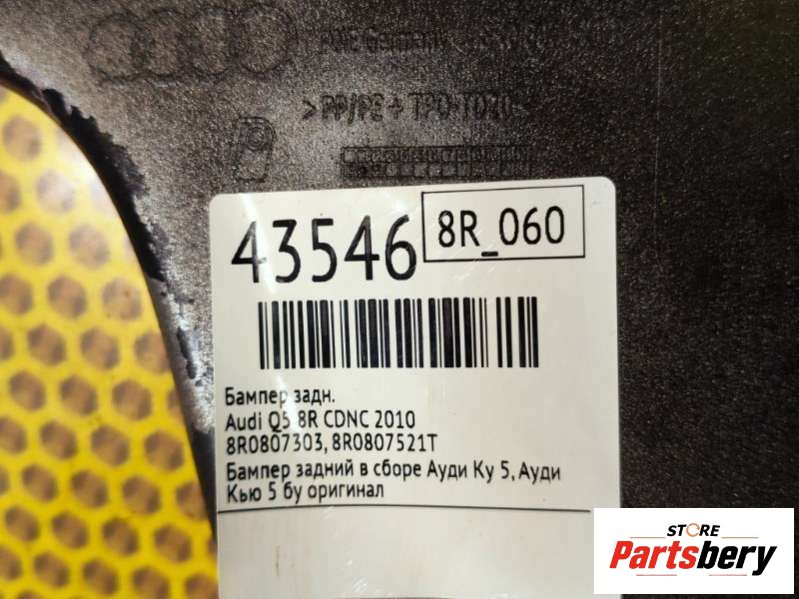 >PP/PE + TPO-TD20
43546
8R_060
Бампер задн.
Audi Q5 8R CDNC 2010
8R0807303, 8R0807521T
Бампер задний в сборе Ауди Ку 5, Ауди
Кью 5 бу оригинал
STORE
Partsbery